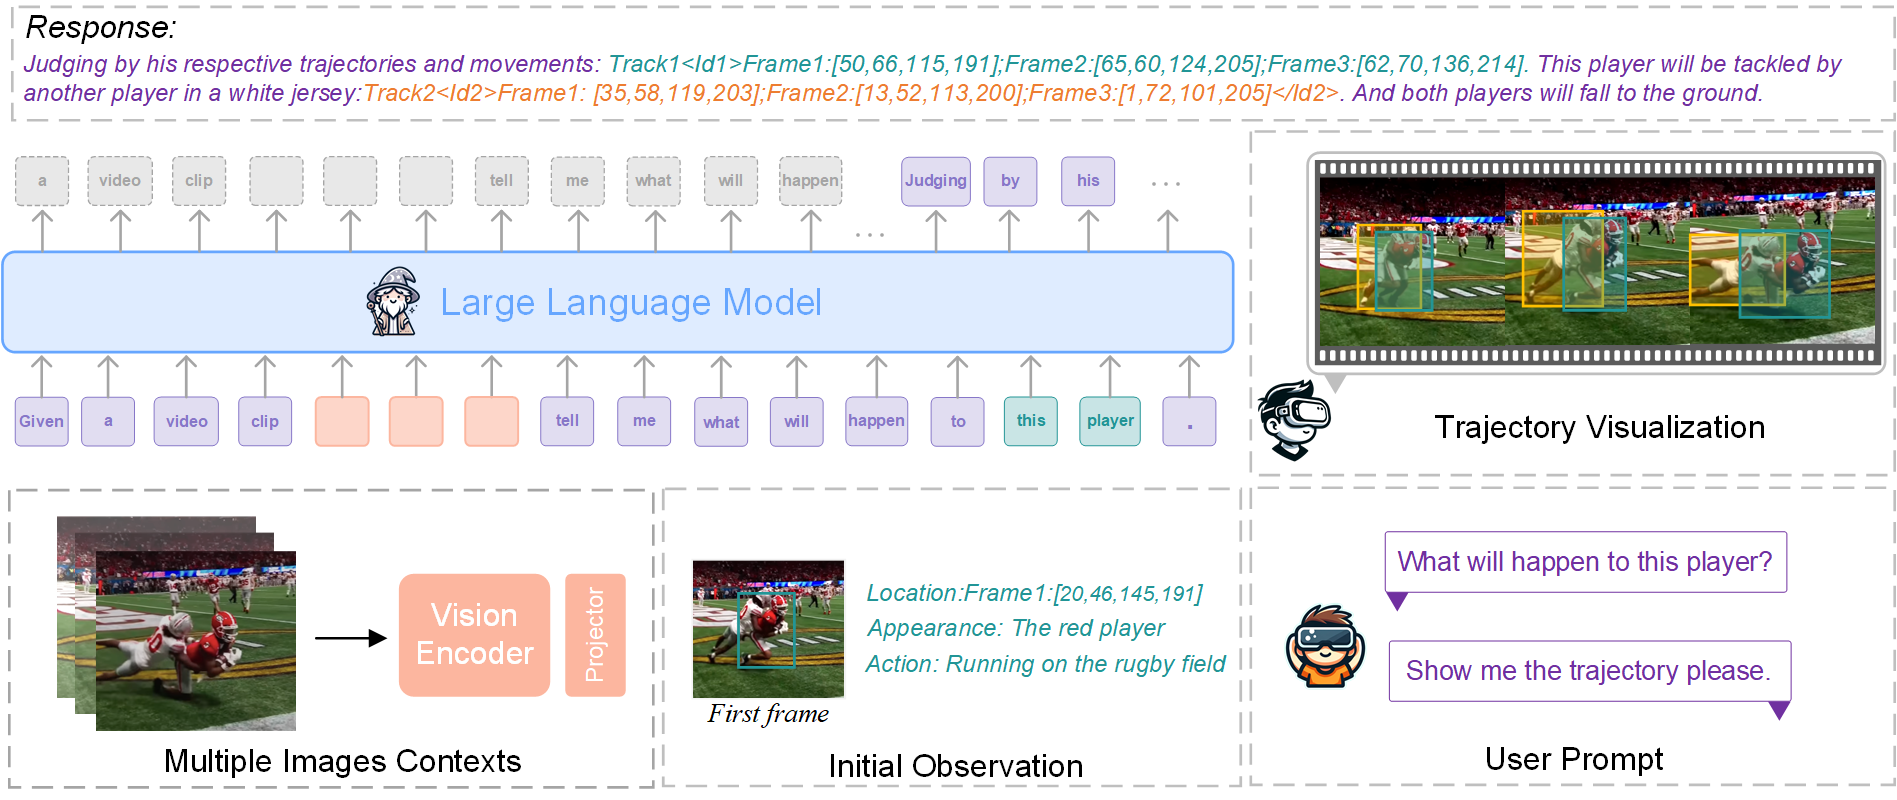 Response:
Judging by his respective trajectories and movements: Track1<Id1>Frame1:[50,66,115,191];Frame2:[65,60,124,205];Frame3:[62,70,136,214]. This player will be tackled by
another player in a white jersey:Track2<Id2>Frame1: [35,58,119,203];Frame2:[13,52,113,200];Frame3:[1,72,101,205]</Id2>. And both players will fall to the ground.
a video clip tell me what will happen ... Judging by his ...
Large Language Model
Given a video clip tell me what will happen to this player .
Trajectory Visualization
Vision
Encoder
Projector
Multiple Images Contexts
Location:Frame1:[20,46,145,191]
Appearance: The red player
Action: Running on the rugby field
First frame
Initial Observation
What will happen to this player?
Show me the trajectory please.
User Prompt